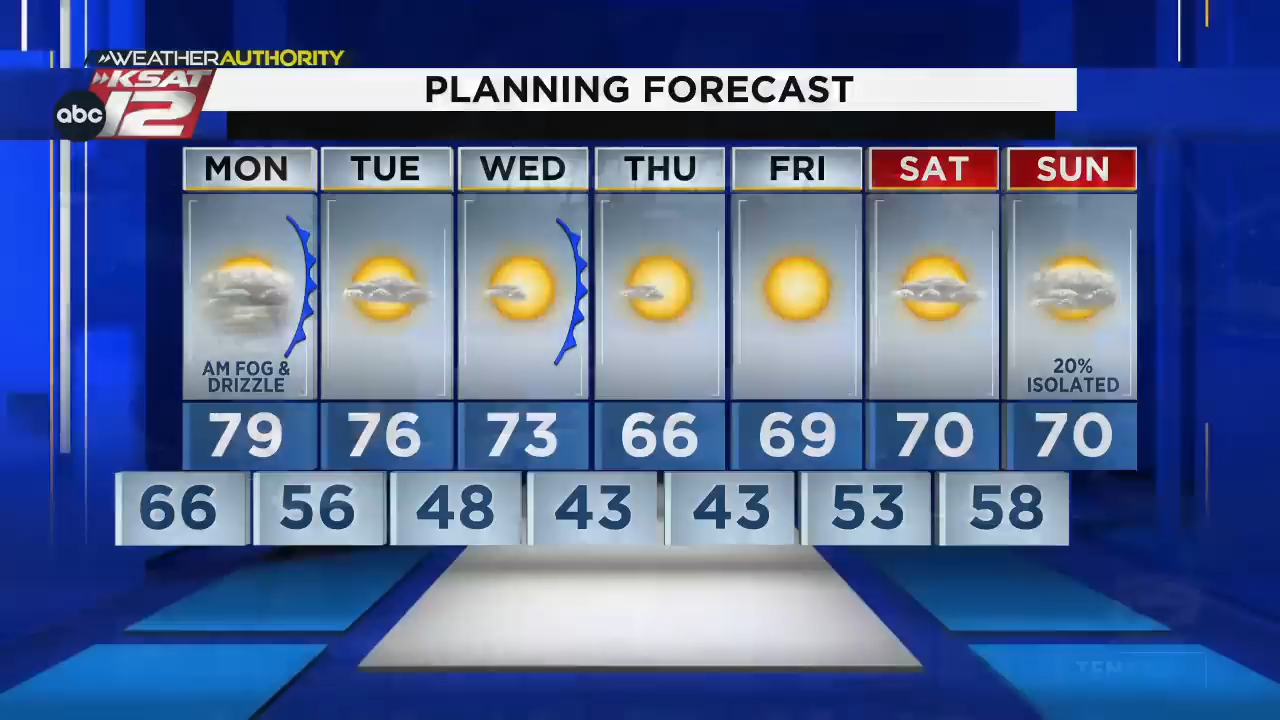 WEATHERAUTHORITY
KSAT
abc
12
PLANNING FORECAST
MON TUE WED THU FRI SAT SUN
AM FOG &
DRIZZLE
20%
ISOLATED
79 76 73 66 69 70 70
66 56 48 43 43 53 58